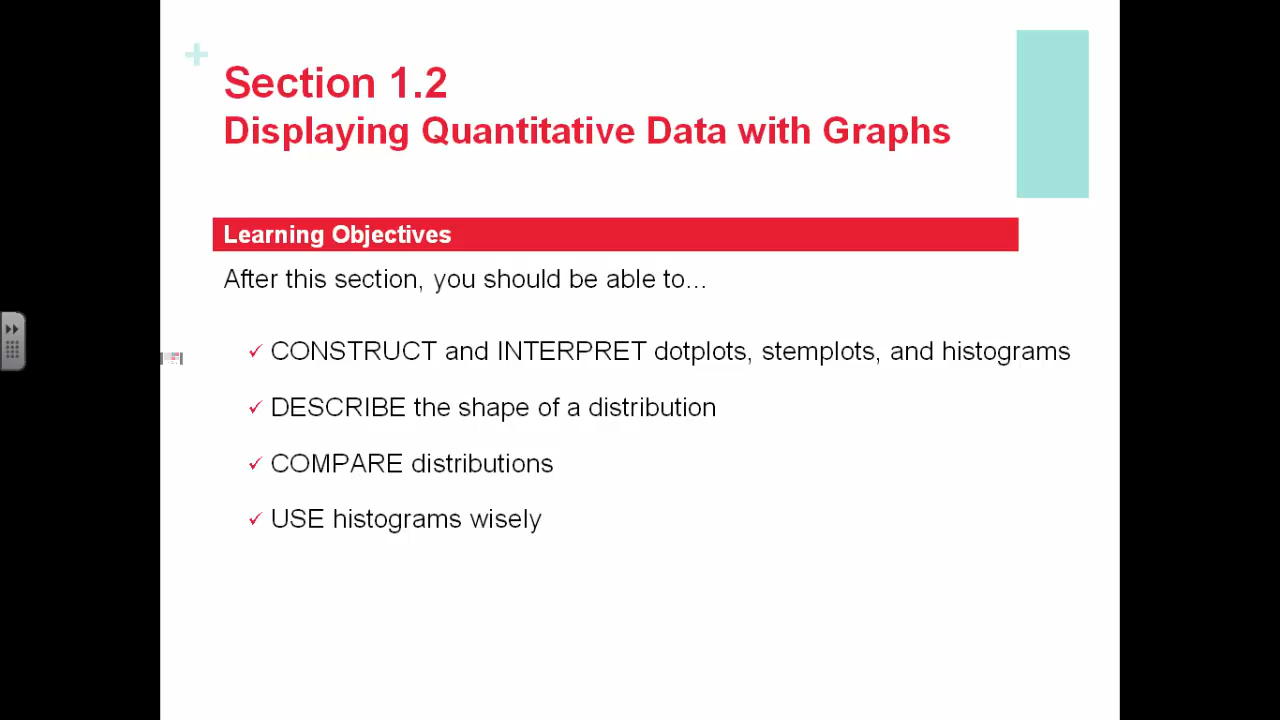 +
Section 1.2
Displaying Quantitative Data with Graphs
Learning Objectives
After this section, you should be able to...
✓ CONSTRUCT and INTERPRET dotplots, stemplots, and histograms
✓ DESCRIBE the shape of a distribution
✓ COMPARE distributions
✓ USE histograms wisely